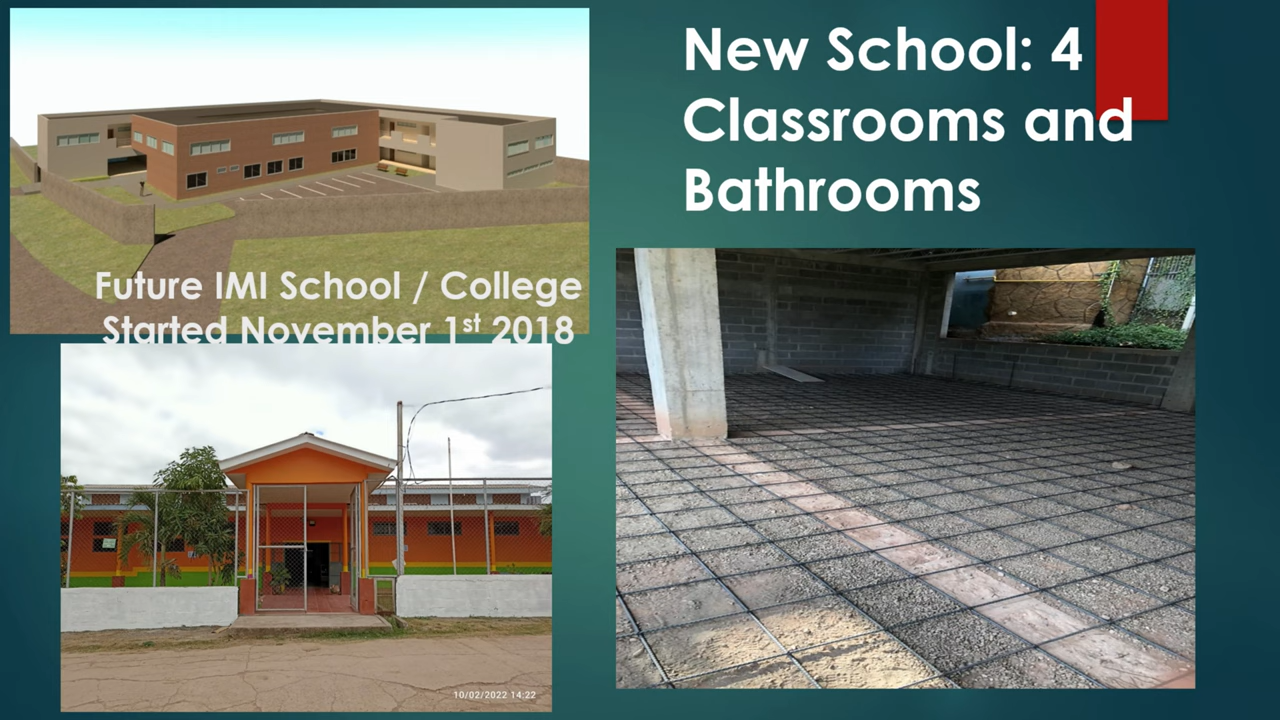 New School: 4
Classrooms and
Bathrooms
Future IMI School / College
Started November 1st 2018
10/02/2022 14:22